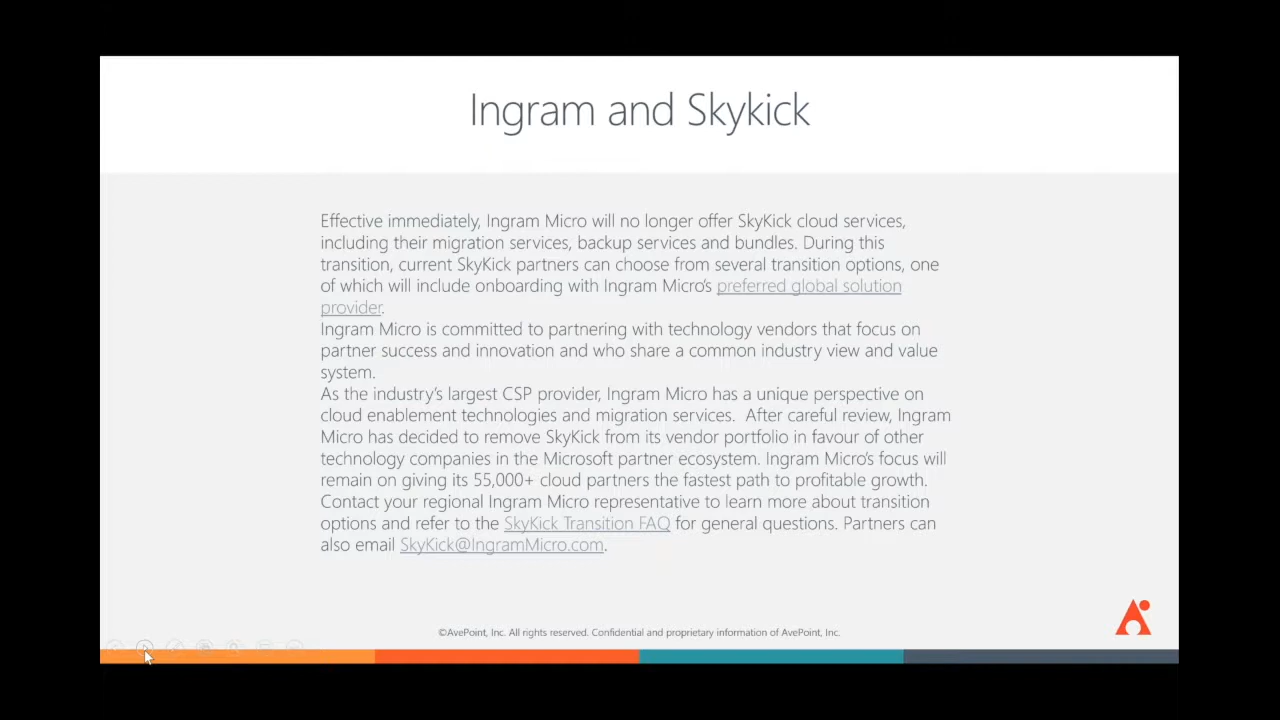 Ingram and Skykick
Effective immediately, Ingram Micro will no longer offer SkyKick cloud services,
including their migration services, backup services and bundles. During this
transition, current SkyKick partners can choose from several transition options, one
of which will include onboarding with Ingram Micro's preferred global solution
provider.
Ingram Micro is committed to partnering with technology vendors that focus on
partner success and innovation and who share a common industry view and value
system.
As the industry's largest CSP provider, Ingram Micro has a unique perspective on
cloud enablement technologies and migration services.  After careful review, Ingram
Micro has decided to remove SkyKick from its vendor portfolio in favour of other
technology companies in the Microsoft partner ecosystem. Ingram Micro's focus will
remain on giving its 55,000+ cloud partners the fastest path to profitable growth.
Contact your regional Ingram Micro representative to learn more about transition
options and refer to the SkyKick Transition FAQ for general questions. Partners can
also email SkyKick@IngramMicro.com.
©AvePoint, Inc. All rights reserved. Confidential and proprietary information of AvePoint, Inc.